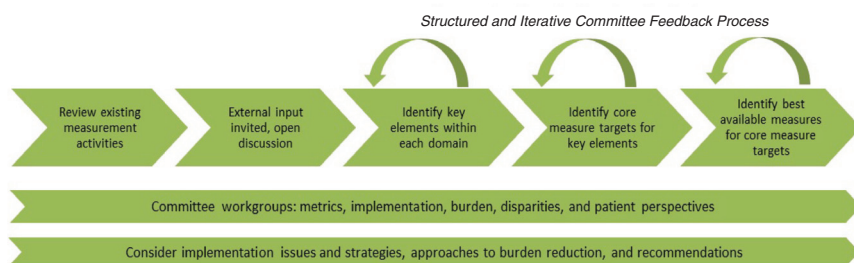 Structured and Iterative Committee Feedback Process
Review existing
measurement
activities
External input
invited, open
discussion
Identify key
elements within
each domain
Identify core
measure targets for
key elements
Identify best
available measures
for core measure
targets
Committee workgroups: metrics, implementation, burden, disparities, and patient perspectives
Consider implementation issues and strategies, approaches to burden reduction, and recommendations